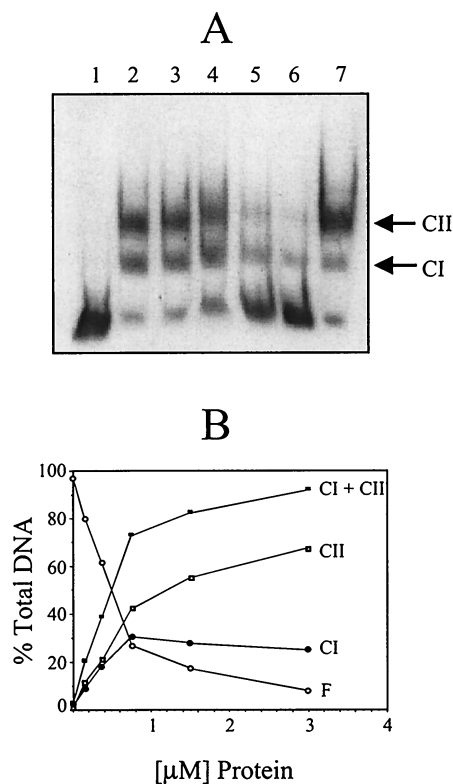 A
1 2 3 4 5 6 7
CII
CI
B
% Total DNA
100
80
60
40
20
0
CI + CII
CII
CI
F
1 2 3 4
[µM] Protein